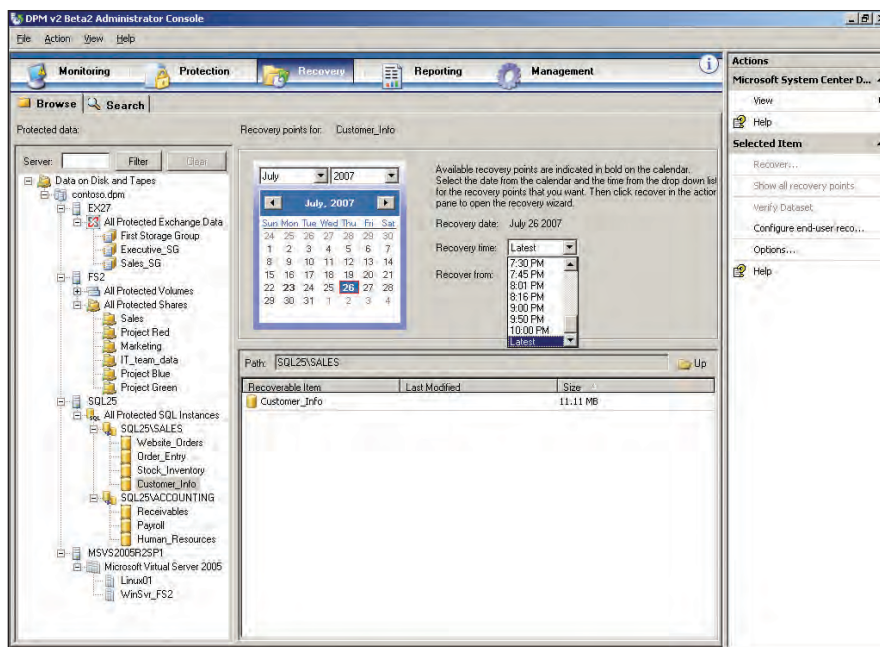 DPM v2 Beta2 Administrator Console
File Action View Help
Monitoring Protection Recovery Reporting Management
Browse Search
Protected data:
Server: Filter Clear
Data on Disk and Tapes
contoso.dpm
EX27
All Protected Exchange Data
First Storage Group
Executive_SG
Sales_SG
FS2
All Protected Volumes
All Protected Shares
Sales
Project Red
Marketing
IT_team_data
Project Blue
Project Green
SQL25
All Protected SQL Instances
SQL25\SALES
Website_Orders
Order_Entry
Stock_Inventory
Customer_Info
SQL25\ACCOUNTING
Receivables
Payroll
Human_Resources
MSVS2005R2SP1
Microsoft Virtual Server 2005
Linux01
WinSvr_FS2
Recovery points for: Customer_Info
July 2007
July, 2007
Sun Mon Tue Wed Thu Fri Sat
24 25 26 27 28 29 30
1 2 3 4 5 6 7
8 9 10 11 12 13 14
15 16 17 18 19 20 21
22 23 24 25 26 27 28
29 30 31 1 2 3 4
Available recovery points are indicated in bold on the calendar.
Select the date from the calendar and the time from the drop down list
for the recovery points that you want. Then click recover in the action
pane to open the recovery wizard.
Recovery date: July 26 2007
Recovery time: Latest
Recover from:
7:30 PM
7:45 PM
8:01 PM
8:16 PM
9:00 PM
9:50 PM
10:00 PM
Latest
Path: SQL25\SALES Up
Recoverable Item Last Modified Size
Customer_Info 11.11 MB
Actions
Microsoft System Center D...
View
Help
Selected Item
Recover...
Show all recovery points
Verify Dataset
Configure end-user reco...
Options...
Help